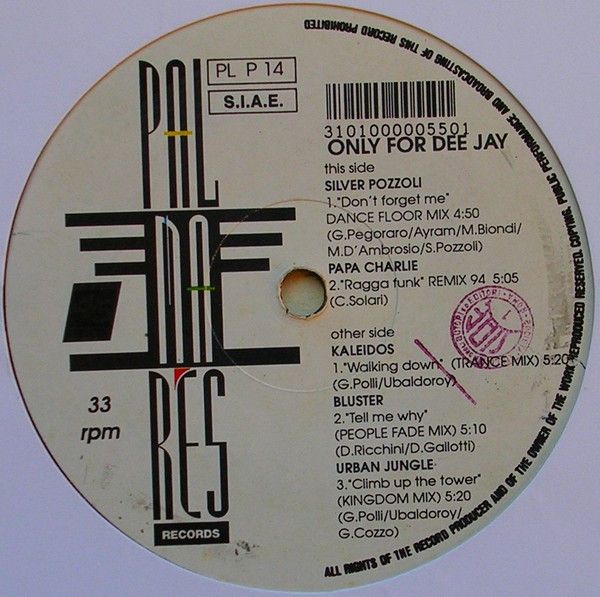 PAL
PA
RES
RECORDS
33
rpm
PL P 14
S.I.A.E.
3101000005501
ONLY FOR DEE JAY
this side
SILVER POZZOLI
1."Don't forget me"
DANCE FLOOR MIX 4:50
(G.Pegoraro/Ayram/M.Biondi/
M.D'Ambrosio/S.Pozzoli)
PAPA CHARLIE
2."Ragga funk" REMIX 94 5:05
(C.Solari)
other side
KALEIDOS
1."Walking down" (TRANCE MIX) 5:20
(G.Polli/Ubaldoroy)
BLUSTER
2."Tell me why"
(PEOPLE FADE MIX) 5:10
(D.Ricchini/D.Gallotti)
URBAN JUNGLE
3."Climb up the tower"
(KINGDOM MIX) 5:20
(G.Polli/Ubaldoroy/
G.Cozzo)
ALL RIGHTS OF THE RECORD PRODUCER AND OF THE OWNER OF THE WORK REPRODUCED RESERVED. COPING, PUBLIC PERFORMANCE AND BROADCASTING OF THIS RECORD PROHIBITED